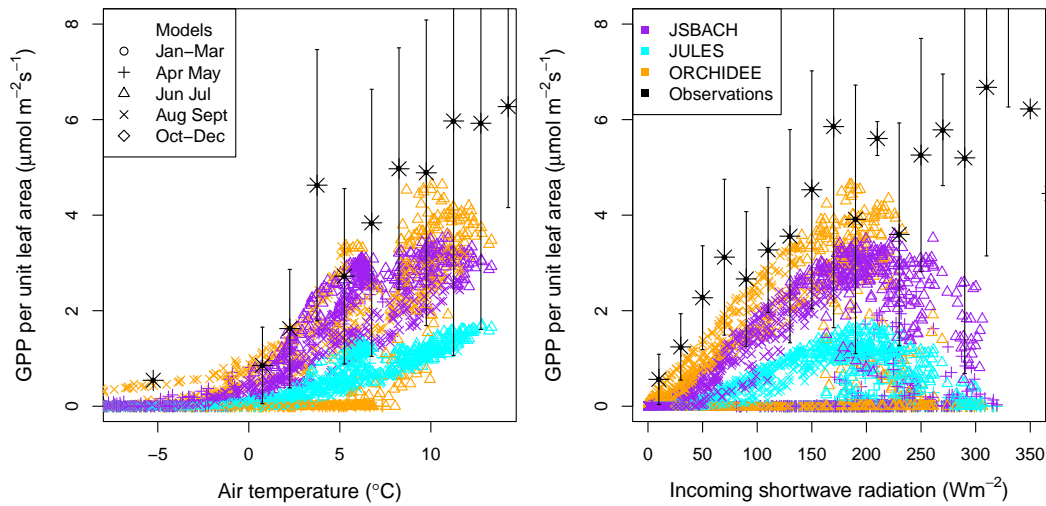 Models
Jan−Mar
Apr May
Jun Jul
Aug Sept
Oct−Dec
GPP per unit leaf area (μmol m−2s−1)
8
6
4
2
0
−5
0
5
10
Air temperature (°C)
JSBACH
JULES
ORCHIDEE
Observations
GPP per unit leaf area (μmol m−2s−1)
8
6
4
2
0
0
50
100
150
200
250
300
350
Incoming shortwave radiation (Wm−2)